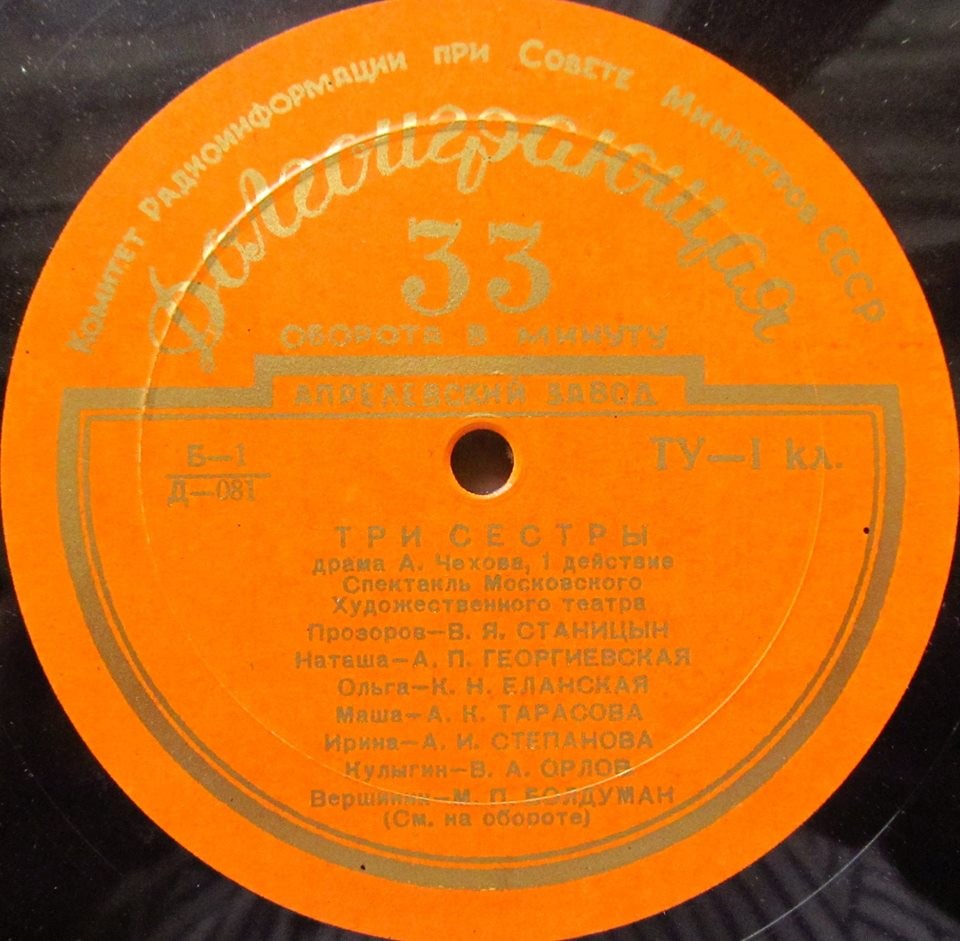 Комитет Радиоинформации при Совете Министров СССР
Долгоиграющая
33
ОБОРОТА В МИНУТУ
АПРЕЛЕВСКИЙ ЗАВОД
Б—1
Д—081
ТУ—1 кл.
ТРИ СЕСТРЫ
драма А. Чехова, 1 действие
Спектакль Московского
Художественного театра
Прозоров—В. Я. СТАНИЦЫН
Наташа—А. П. ГЕОРГИЕВСКАЯ
Ольга—К. Н. ЕЛАНСКАЯ
Маша—А. К. ТАРАСОВА
Ирина—А. И. СТЕПАНОВА
Кулыгин—В. А. ОРЛОВ
Вершинин—М. П. БОЛДУМАН
(См. на обороте)